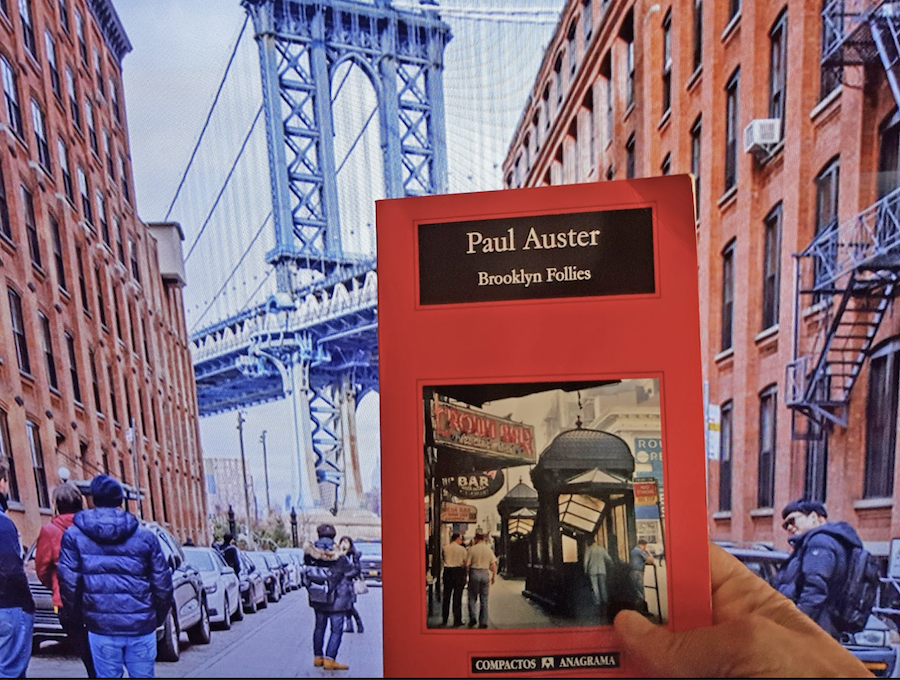 Paul Auster
Brooklyn Follies
BAR
COMPACTOS ANAGRAMA